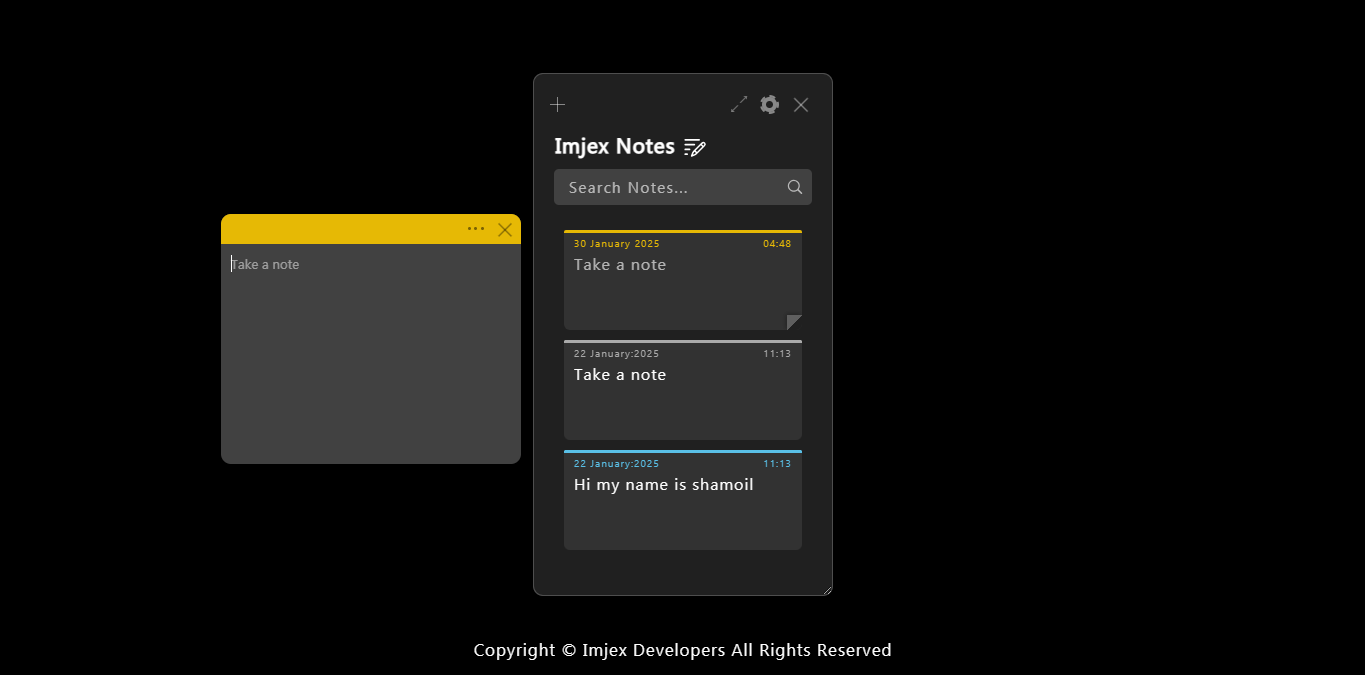 Imjex Notes
Search Notes...
Take a note
30 January 2025 04:48
Take a note
22 January:2025 11:13
Take a note
22 January:2025 11:13
Hi my name is shamoil
Copyright © Imjex Developers All Rights Reserved